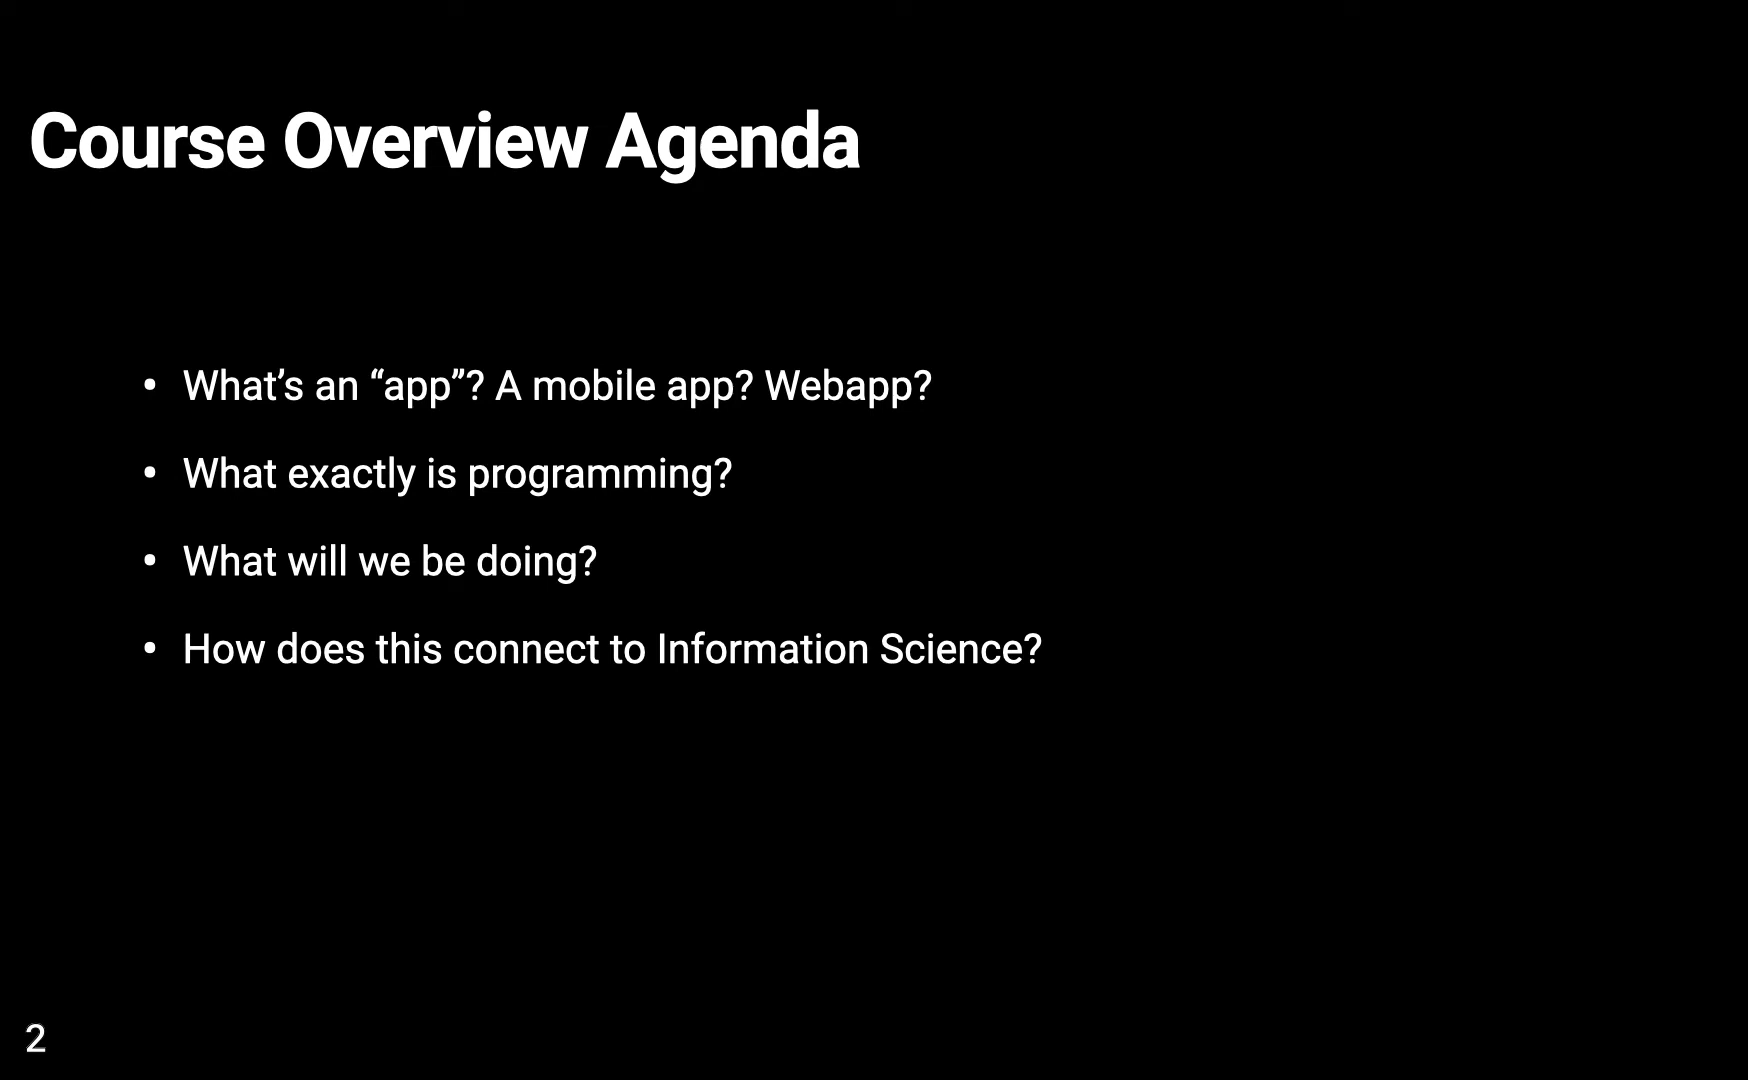 Course Overview Agenda
• What’s an “app”? A mobile app? Webapp?
• What exactly is programming?
• What will we be doing?
• How does this connect to Information Science?
2